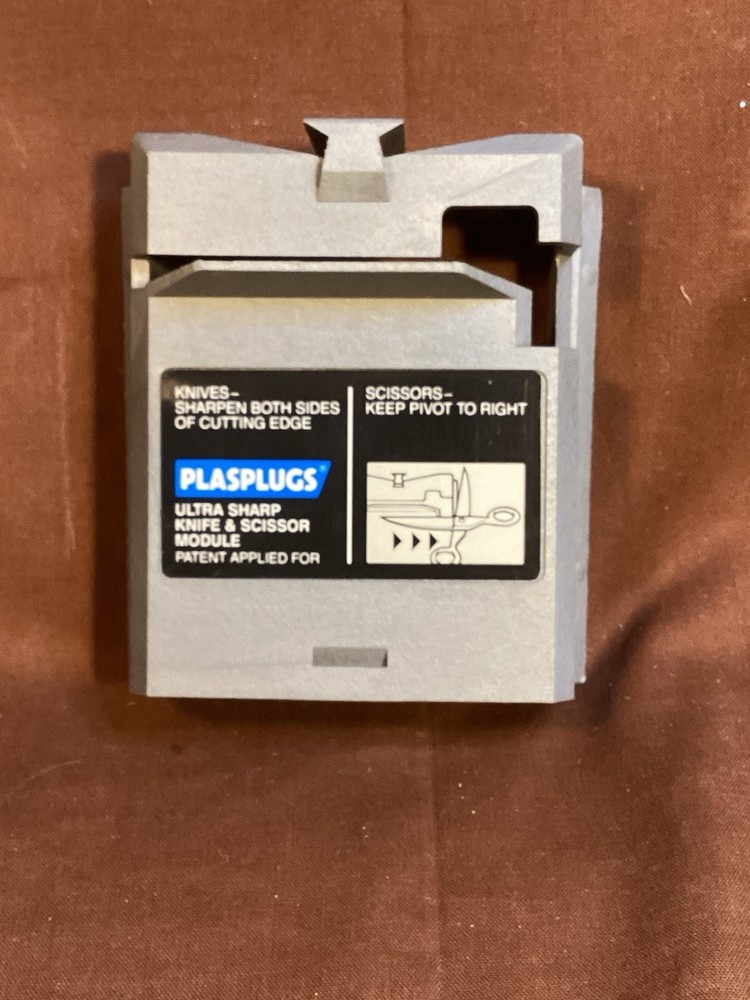 KNIVES–
SHARPEN BOTH SIDES
OF CUTTING EDGE
PLASPLUGS®
ULTRA SHARP
KNIFE & SCISSOR
MODULE
PATENT APPLIED FOR
SCISSORS–
KEEP PIVOT TO RIGHT